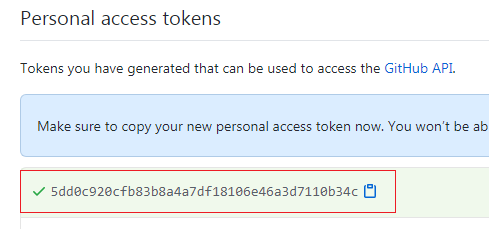 Personal access tokens
Tokens you have generated that can be used to access the GitHub API.
Make sure to copy your new personal access token now. You won't be ab
5dd0c920cfb83b8a4a7df18106e46a3d7110b34c